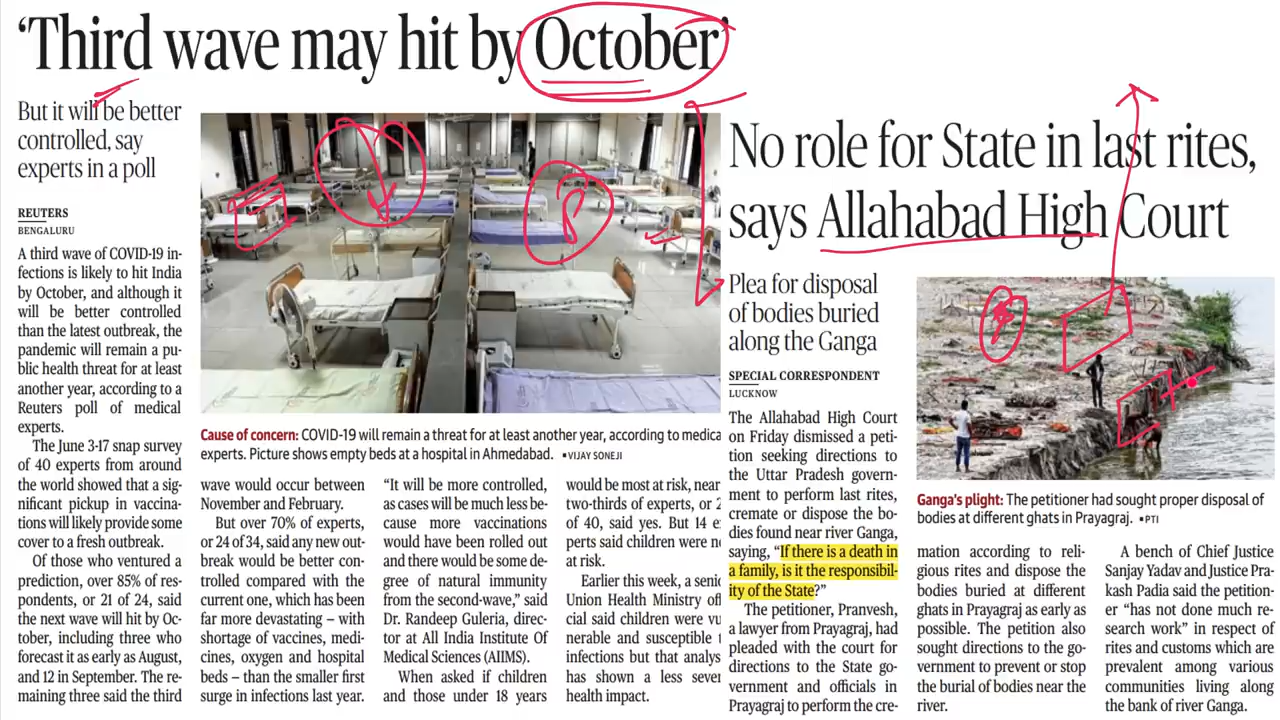 ‘Third wave may hit by October’
But it will be better
controlled, say
experts in a poll
REUTERS
BENGALURU
A third wave of COVID-19 in-
fections is likely to hit India
by October, and although it
will be better controlled
than the latest outbreak, the
pandemic will remain a pu-
blic health threat for at least
another year, according to a
Reuters poll of medical
experts.
The June 3-17 snap survey
of 40 experts from around
the world showed that a sig-
nificant pickup in vaccina-
tions will likely provide some
cover to a fresh outbreak.
Of those who ventured a
prediction, over 85% of res-
pondents, or 21 of 24, said
the next wave will hit by Oc-
tober, including three who
forecast it as early as August,
and 12 in September. The re-
maining three said the third
Cause of concern: COVID-19 will remain a threat for at least another year, according to medica
experts. Picture shows empty beds at a hospital in Ahmedabad. ▪VIJAY SONEJI
wave would occur between
November and February.
But over 70% of experts,
or 24 of 34, said any new out-
break would be better con-
trolled compared with the
current one, which has been
far more devastating – with
shortage of vaccines, medi-
cines, oxygen and hospital
beds – than the smaller first
surge in infections last year.
“It will be more controlled,
as cases will be much less be-
cause more vaccinations
would have been rolled out
and there would be some de-
gree of natural immunity
from the second-wave,” said
Dr. Randeep Guleria, direc-
tor at All India Institute Of
Medical Sciences (AIIMS).
When asked if children
and those under 18 years
would be most at risk, near
two-thirds of experts, or 2
of 40, said yes. But 14 e
perts said children were n
at risk.
Earlier this week, a senio
Union Health Ministry off
cial said children were vu
nerable and susceptible t
infections but that analys
has shown a less seve
health impact.
No role for State in last rites,
says Allahabad High Court
Plea for disposal
of bodies buried
along the Ganga
SPECIAL CORRESPONDENT
LUCKNOW
The Allahabad High Court
on Friday dismissed a peti-
tion seeking directions to
the Uttar Pradesh govern-
ment to perform last rites,
cremate or dispose the bo-
dies found near river Ganga,
saying, “If there is a death in
a family, is it the responsibil-
ity of the State?”
The petitioner, Pranvesh,
a lawyer from Prayagraj, had
pleaded with the court for
directions to the State go-
vernment and officials in
Prayagraj to perform the cre-
Ganga’s plight: The petitioner had sought proper disposal of
bodies at different ghats in Prayagraj. ▪PTI
mation according to reli-
gious rites and dispose the
bodies buried at different
ghats in Prayagraj as early as
possible. The petition also
sought directions to the go-
vernment to prevent or stop
the burial of bodies near the
river.
A bench of Chief Justice
Sanjay Yadav and Justice Pra-
kash Padia said the petition-
er “has not done much re-
search work” in respect of
rites and customs which are
prevalent among various
communities living along
the bank of river Ganga.